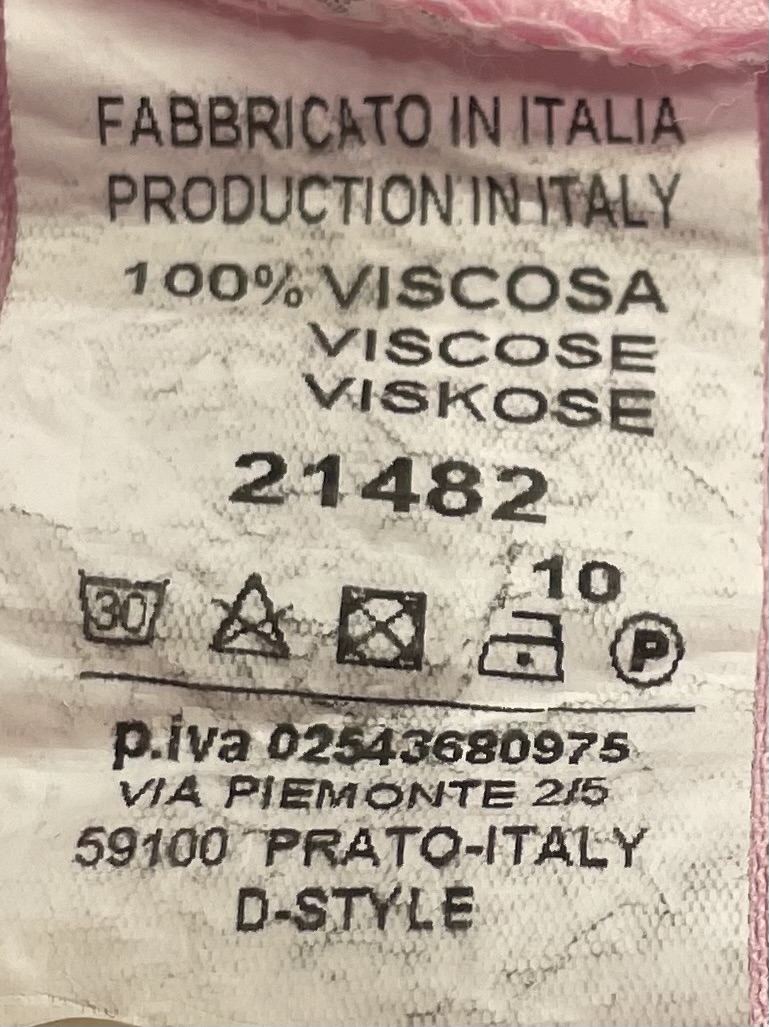 FABBRICATO IN ITALIA
PRODUCTION IN ITALY
100% VISCOSA
VISCOSE
VISKOSE
21482
10
30
P
p.iva 02543680975
VIA PIEMONTE 2/5
59100 PRATO-ITALY
D-STYLE